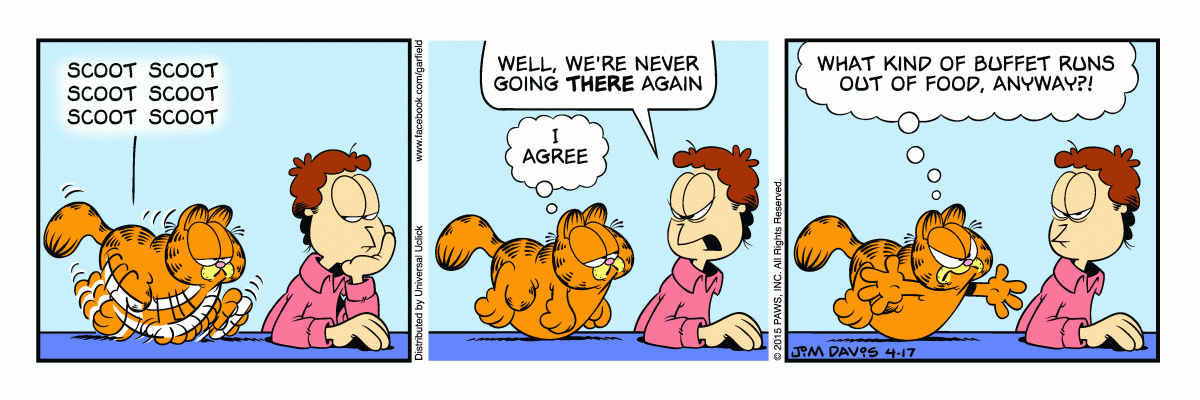 SCOOT SCOOT
SCOOT SCOOT
SCOOT SCOOT
www.facebook.com/garfield
Distributed by Universal Uclick
WELL, WE'RE NEVER
GOING THERE AGAIN
I
AGREE
© 2015 PAWS, INC. All Rights Reserved.
WHAT KIND OF BUFFET RUNS
OUT OF FOOD, ANYWAY?!
JIM DAVIS 4-17